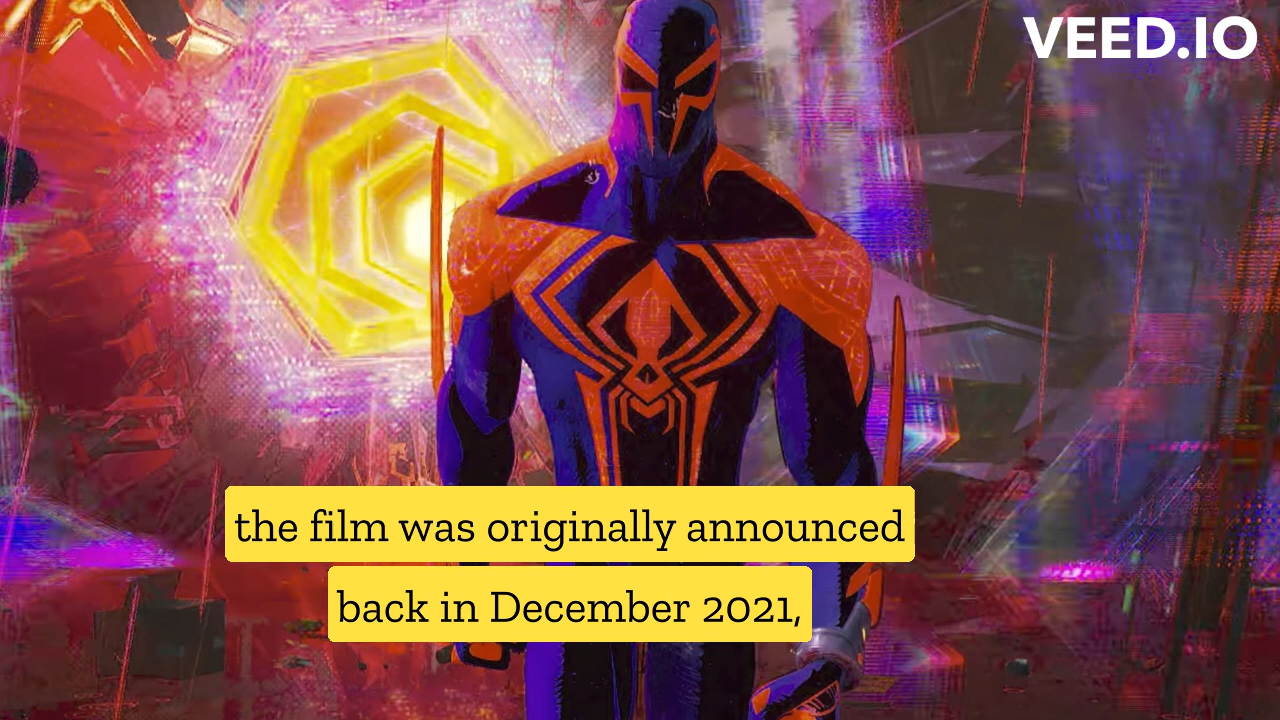 VEED.IO
the film was originally announced
back in December 2021,